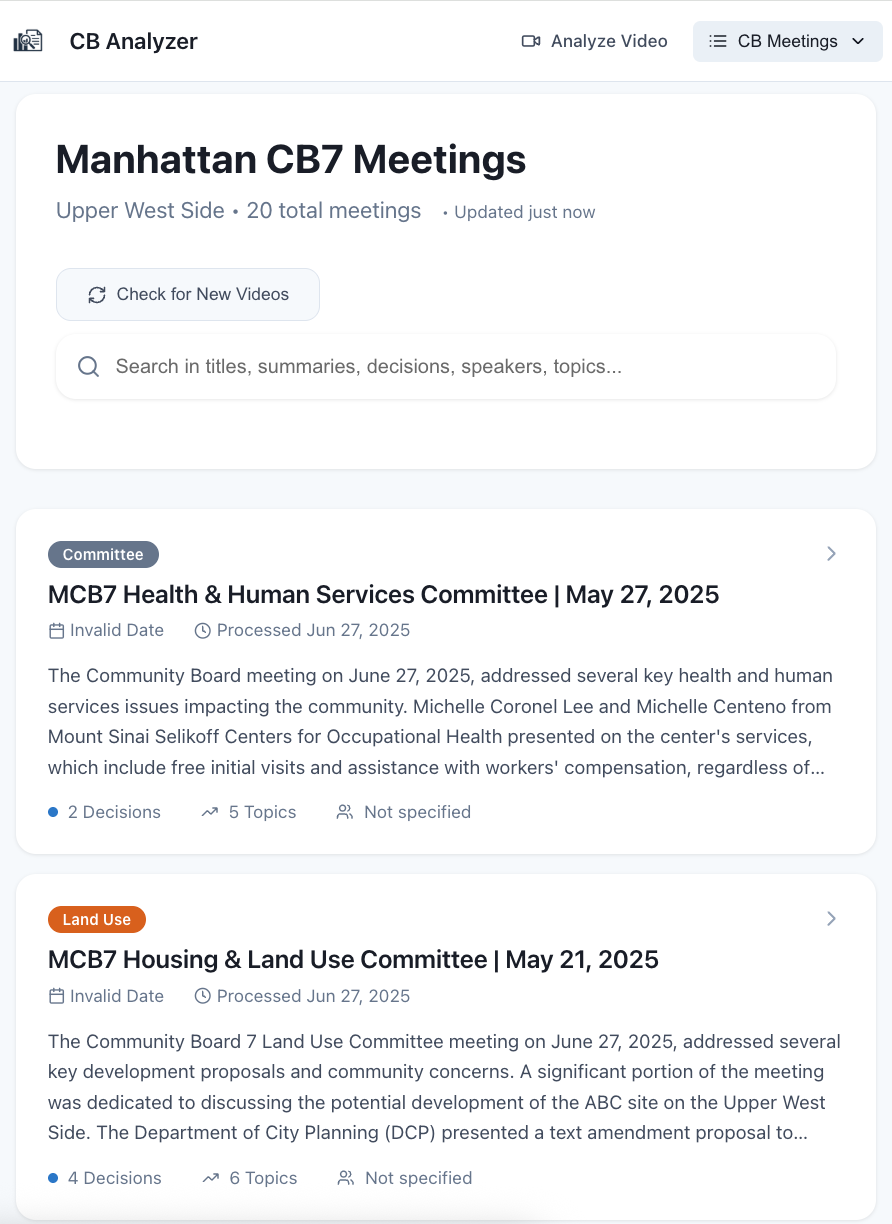 CB Analyzer
Analyze Video
CB Meetings
Manhattan CB7 Meetings
Upper West Side • 20 total meetings • Updated just now
Check for New Videos
Search in titles, summaries, decisions, speakers, topics...
Committee
MCB7 Health & Human Services Committee | May 27, 2025
Invalid Date Processed Jun 27, 2025
The Community Board meeting on June 27, 2025, addressed several key health and human
services issues impacting the community. Michelle Coronel Lee and Michelle Centeno from
Mount Sinai Selikoff Centers for Occupational Health presented on the center's services,
which include free initial visits and assistance with workers' compensation, regardless of...
2 Decisions 5 Topics Not specified
Land Use
MCB7 Housing & Land Use Committee | May 21, 2025
Invalid Date Processed Jun 27, 2025
The Community Board 7 Land Use Committee meeting on June 27, 2025, addressed several
key development proposals and community concerns. A significant portion of the meeting
was dedicated to discussing the potential development of the ABC site on the Upper West
Side. The Department of City Planning (DCP) presented a text amendment proposal to...
4 Decisions 6 Topics Not specified